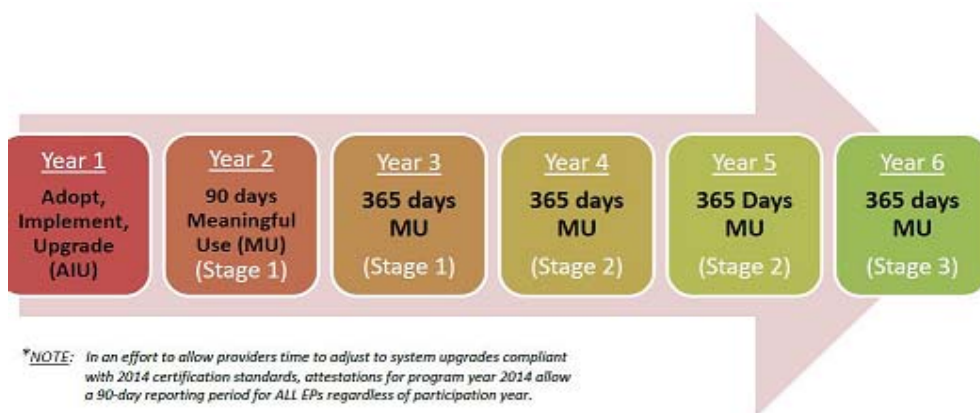 Year 1
Adopt,
Implement,
Upgrade
(AIU)
Year 2
90 days
Meaningful
Use (MU)
(Stage 1)
Year 3
365 days
MU
(Stage 1)
Year 4
365 days
MU
(Stage 2)
Year 5
365 Days
MU
(Stage 2)
Year 6
365 days
MU
(Stage 3)
*NOTE: In an effort to allow providers time to adjust to system upgrades compliant
with 2014 certification standards, attestations for program year 2014 allow
a 90-day reporting period for ALL EPs regardless of participation year.